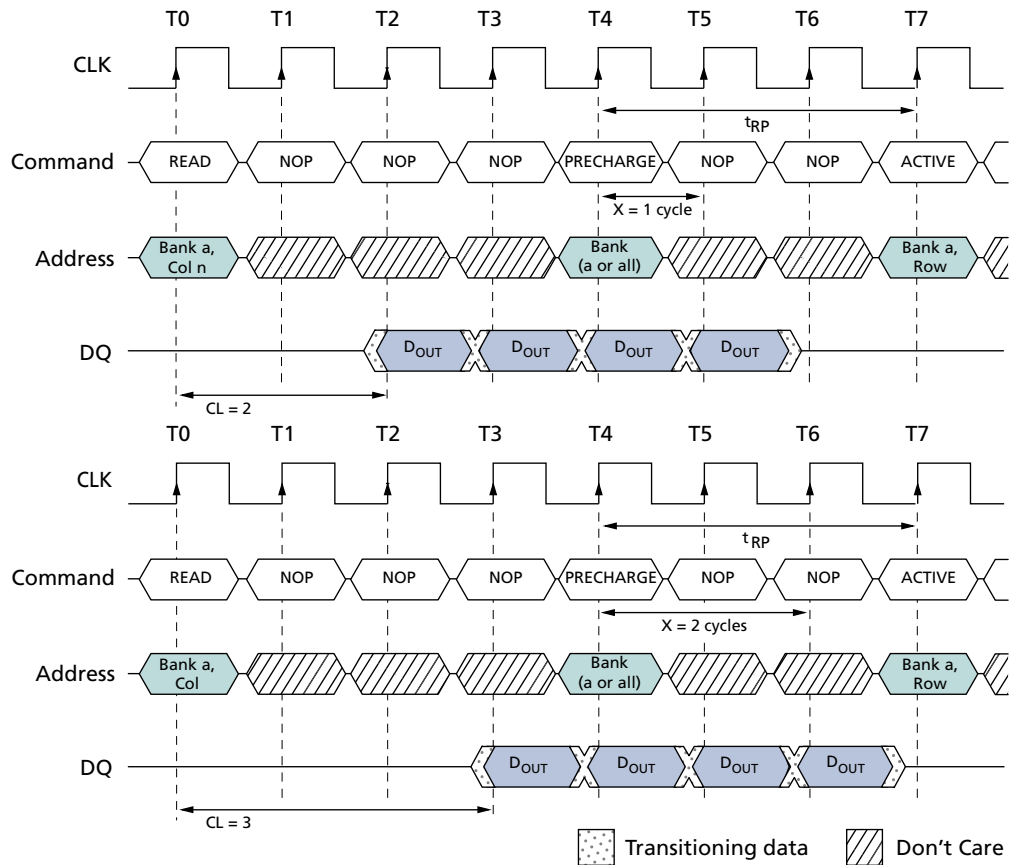 T0 T1 T2 T3 T4 T5 T6 T7
CLK
tRP
Command READ NOP NOP NOP PRECHARGE NOP NOP ACTIVE
X = 1 cycle
Address Bank a, Col n Bank (a or all) Bank a, Row
DQ DOUT DOUT DOUT DOUT
CL = 2
T0 T1 T2 T3 T4 T5 T6 T7
CLK
tRP
Command READ NOP NOP NOP PRECHARGE NOP NOP ACTIVE
X = 2 cycles
Address Bank a, Col Bank (a or all) Bank a, Row
DQ DOUT DOUT DOUT DOUT
CL = 3
Transitioning data Don't Care